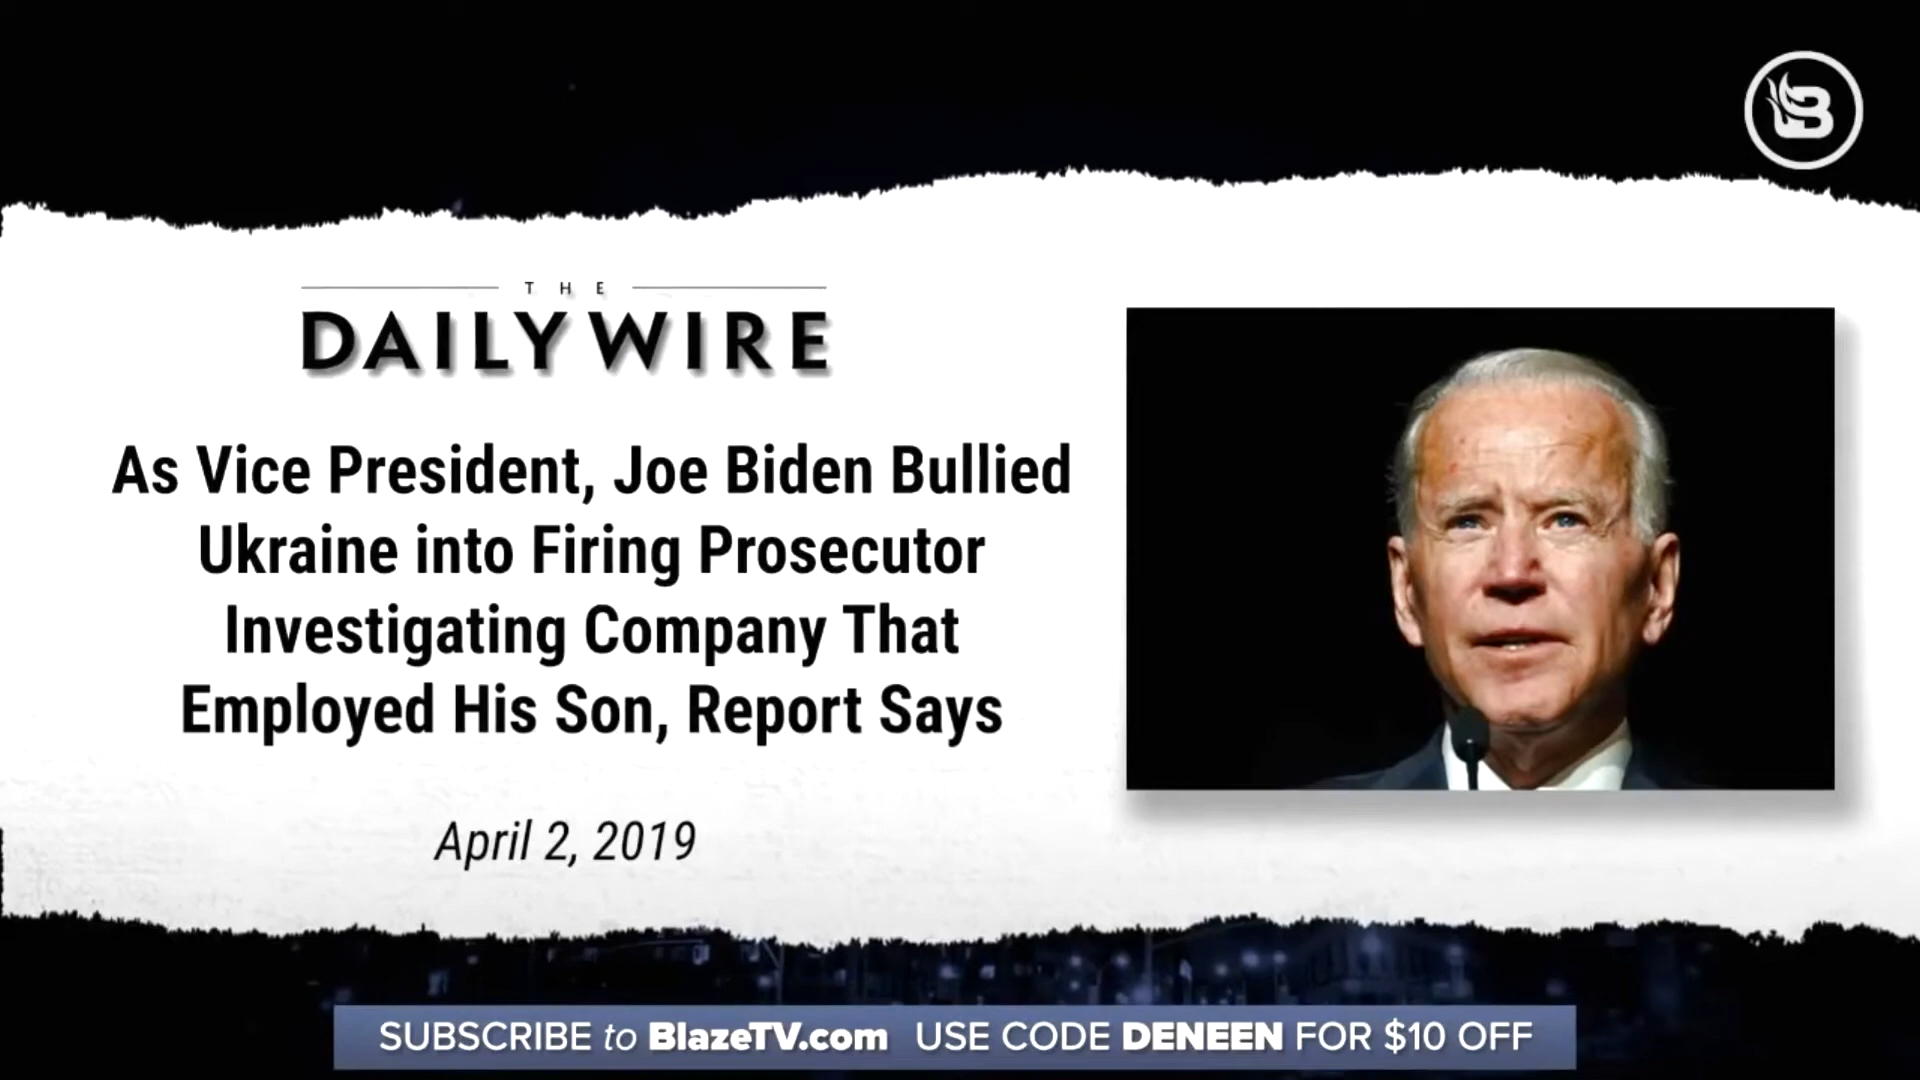 THE
DAILY WIRE
As Vice President, Joe Biden Bullied
Ukraine into Firing Prosecutor
Investigating Company That
Employed His Son, Report Says
April 2, 2019
B
SUBSCRIBE to BlazeTV.com USE CODE DENEEN FOR $10 OFF